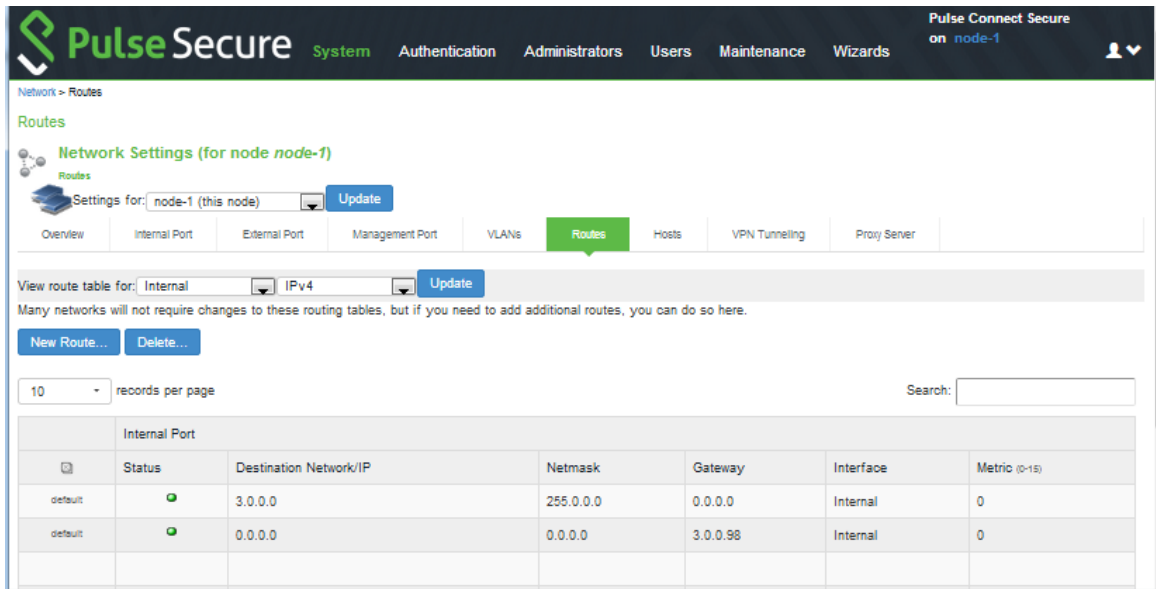 Pulse Secure System Authentication Administrators Users Maintenance Wizards
Pulse Connect Secure
on node-1
Network > Routes
Routes
Network Settings (for node node-1)
Routes
Settings for: node-1 (this node) Update
Overview Internal Port External Port Management Port VLANs Routes Hosts VPN Tunneling Proxy Server
View route table for: Internal IPv4 Update
Many networks will not require changes to these routing tables, but if you need to add additional routes, you can do so here.
New Route... Delete...
10 records per page Search:
Internal Port
Status Destination Network/IP Netmask Gateway Interface Metric (0-15)
default 3.0.0.0 255.0.0.0 0.0.0.0 Internal 0
default 0.0.0.0 0.0.0.0 3.0.0.98 Internal 0